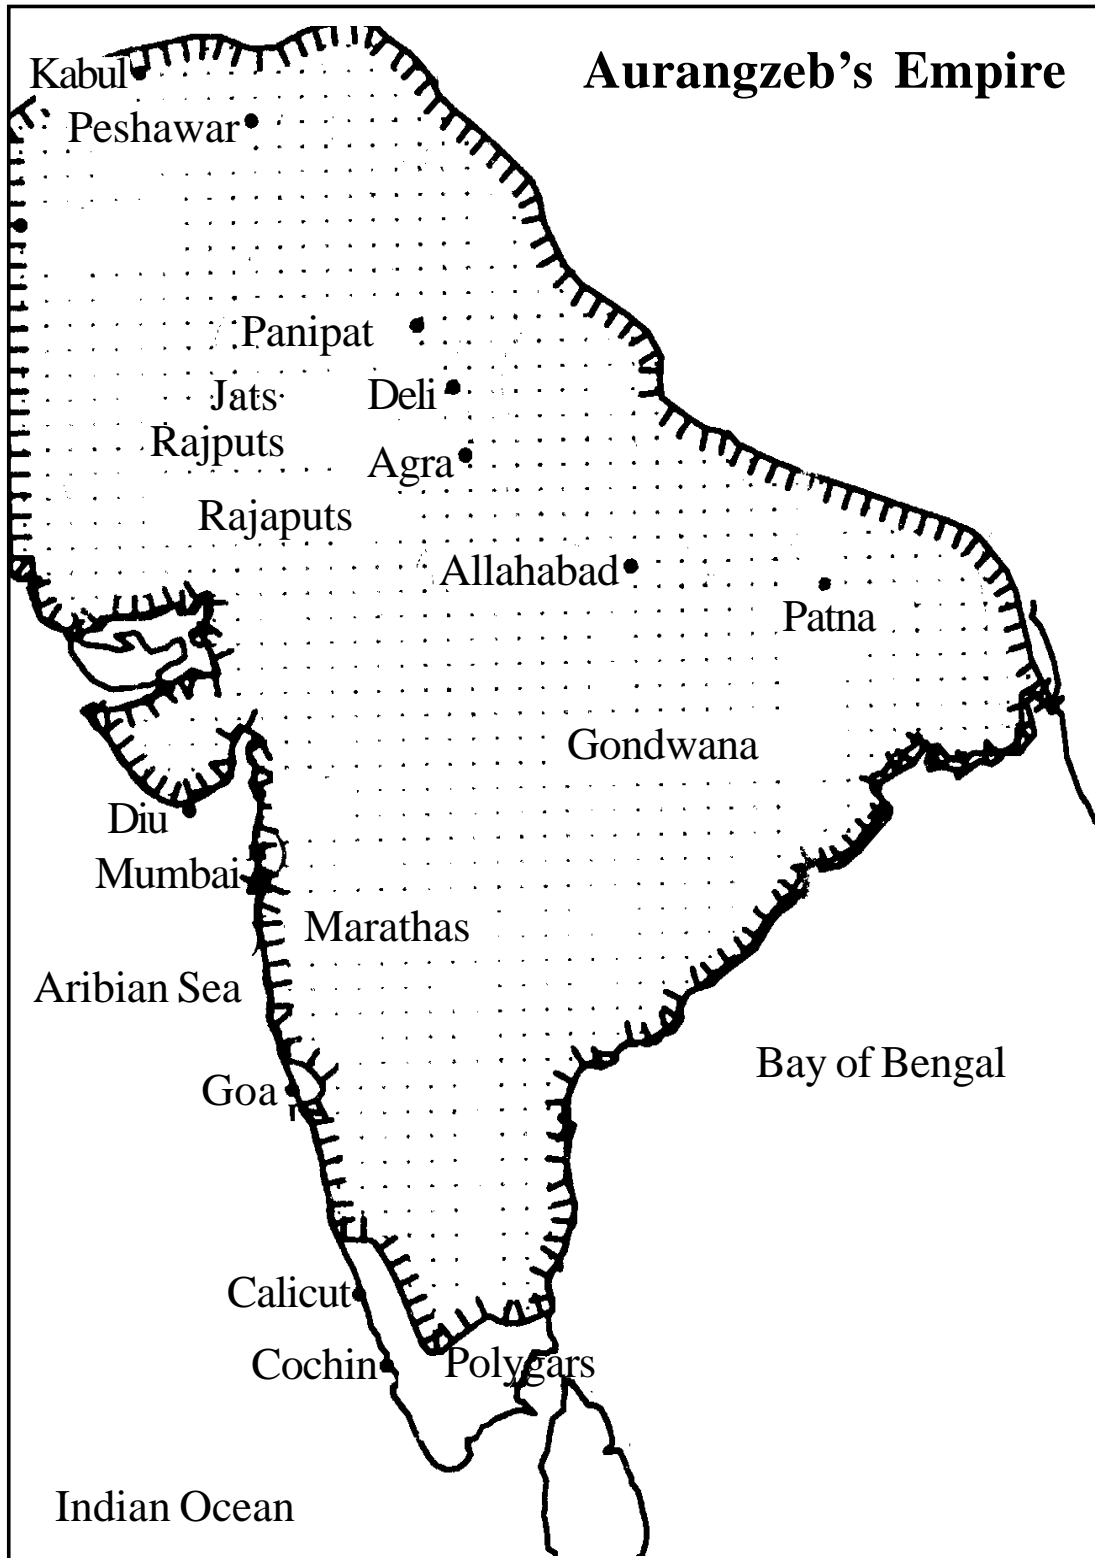 Aurangzeb's Empire
Kabul
Peshawar
Panipat
Jats
Deli
Rajputs
Agra
Rajaputs
Allahabad
Patna
Gondwana
Diu
Mumbai
Marathas
Aribian Sea
Bay of Bengal
Goa
Calicut
Cochin
Polygars
Indian Ocean